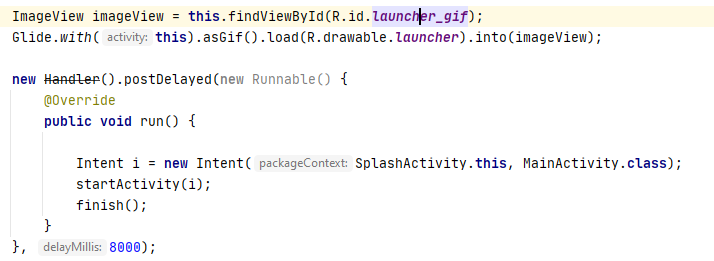 ImageView imageView = this.findViewById(R.id.launcher_gif);
Glide.with( activity: this).asGif().load(R.drawable.launcher).into(imageView);
new Handler().postDelayed(new Runnable() {
@Override
public void run() {
Intent i = new Intent( packageContext: SplashActivity.this, MainActivity.class);
startActivity(i);
finish();
}
}, delayMillis: 8000);